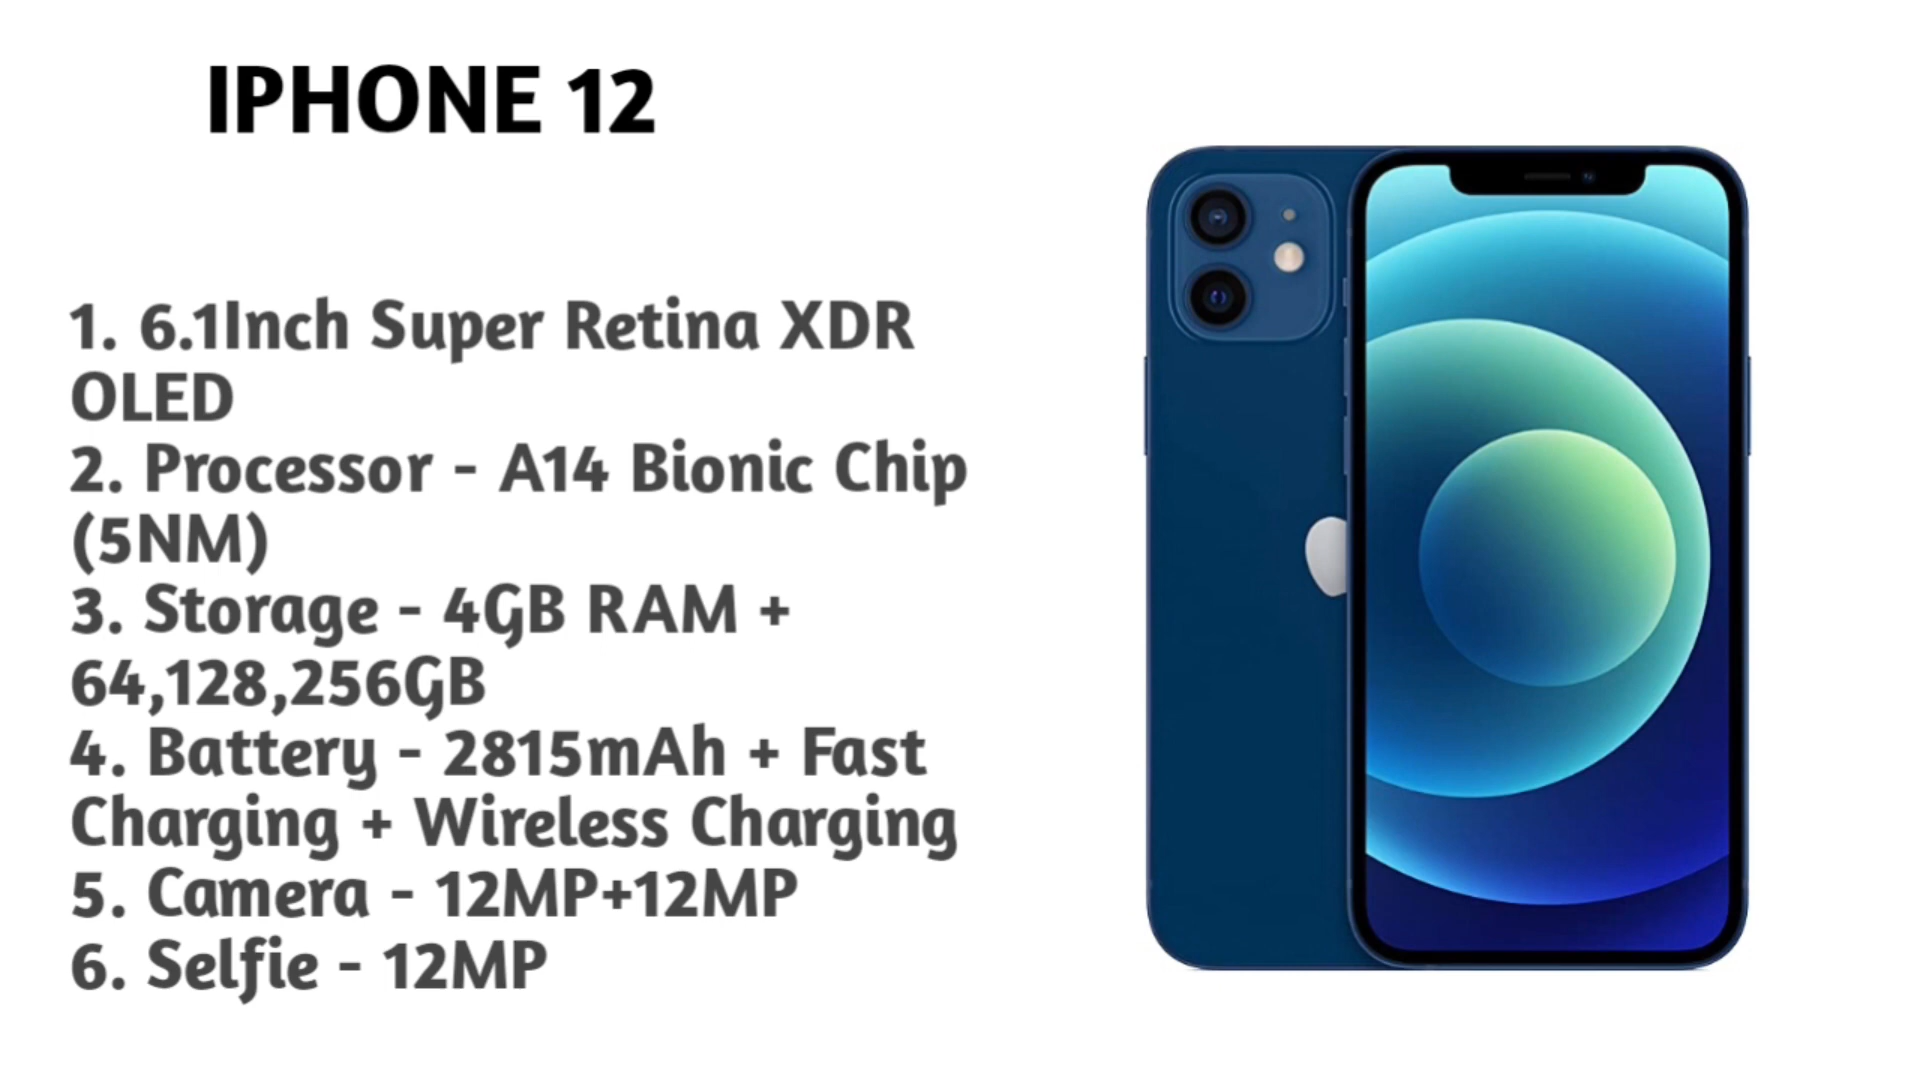 IPHONE 12
1. 6.1Inch Super Retina XDR
OLED
2. Processor - A14 Bionic Chip
(5NM)
3. Storage - 4GB RAM +
64,128,256GB
4. Battery - 2815mAh + Fast
Charging + Wireless Charging
5. Camera - 12MP+12MP
6. Selfie - 12MP